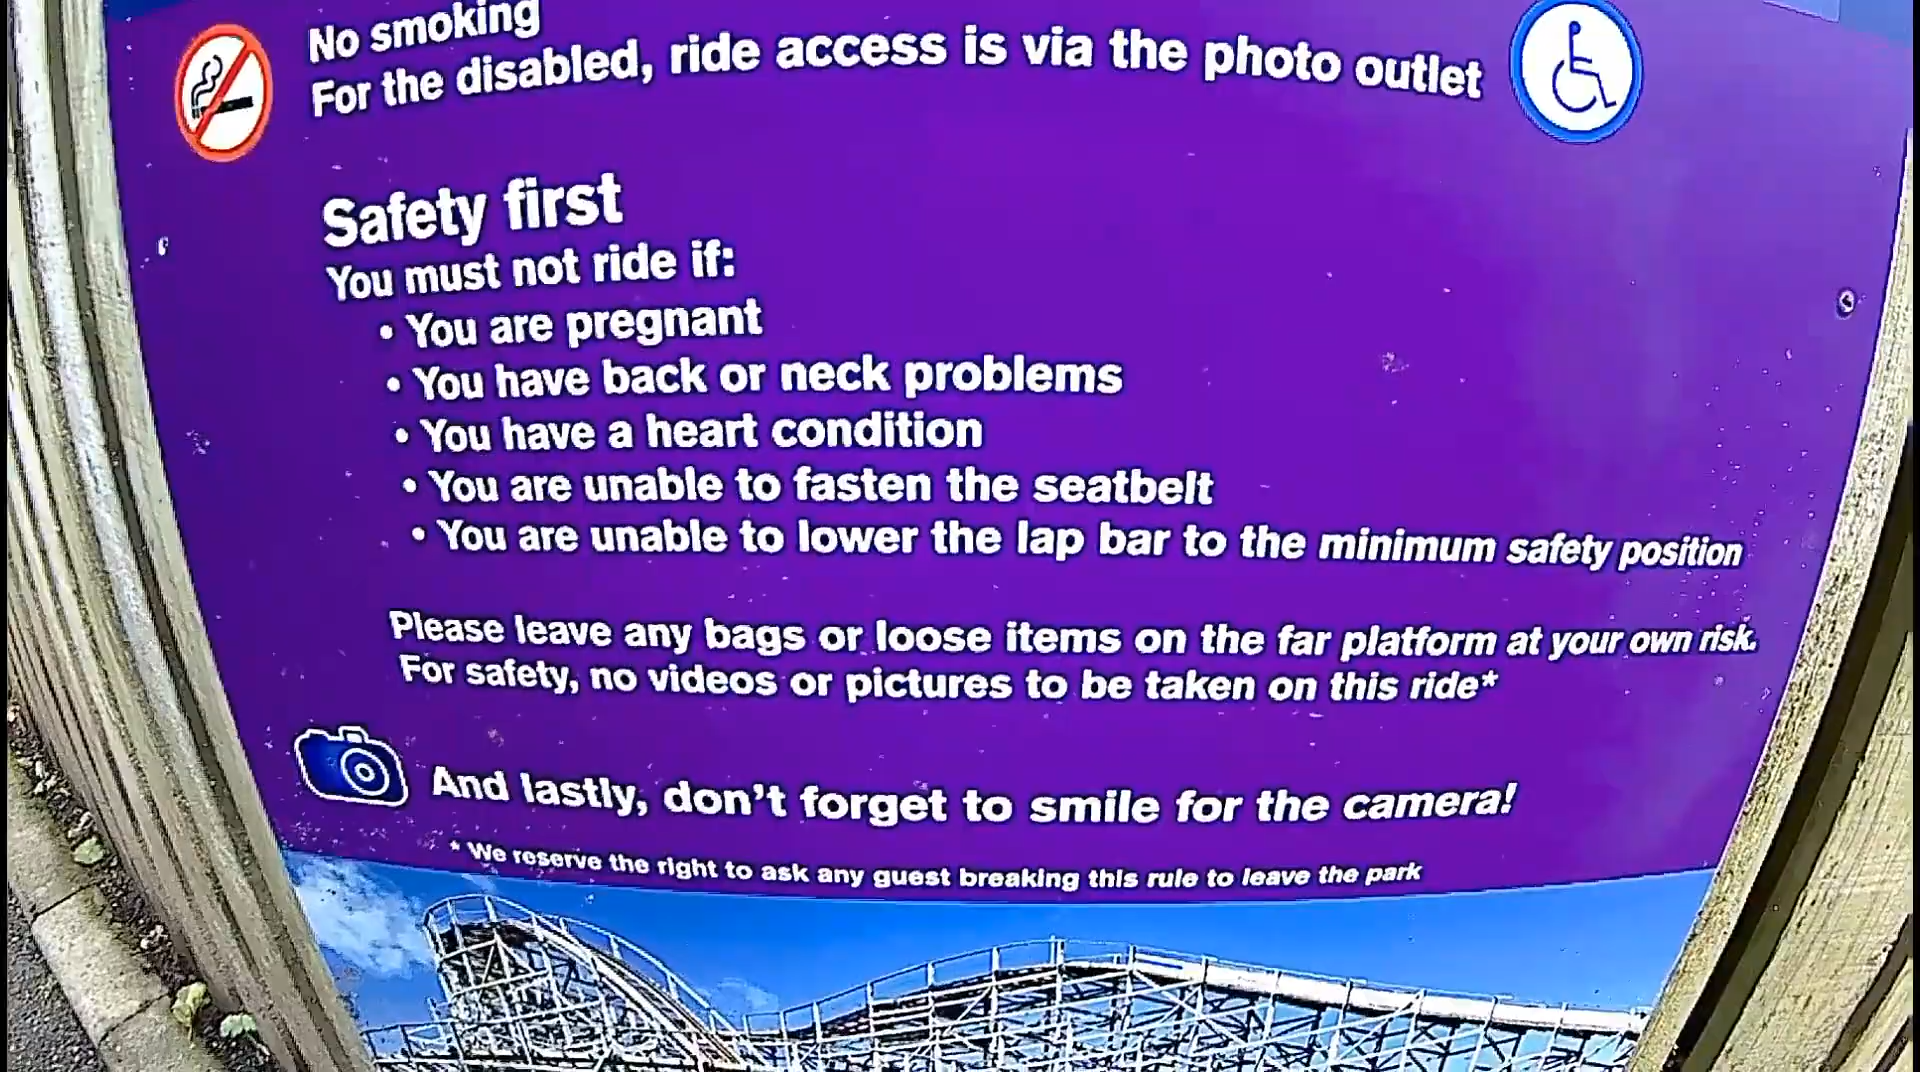 No smoking
For the disabled, ride access is via the photo outlet
Safety first
You must not ride if:
• You are pregnant
• You have back or neck problems
• You have a heart condition
• You are unable to fasten the seatbelt
• You are unable to lower the lap bar to the minimum safety position
Please leave any bags or loose items on the far platform at your own risk.
For safety, no videos or pictures to be taken on this ride*
And lastly, don't forget to smile for the camera!
* We reserve the right to ask any guest breaking this rule to leave the park